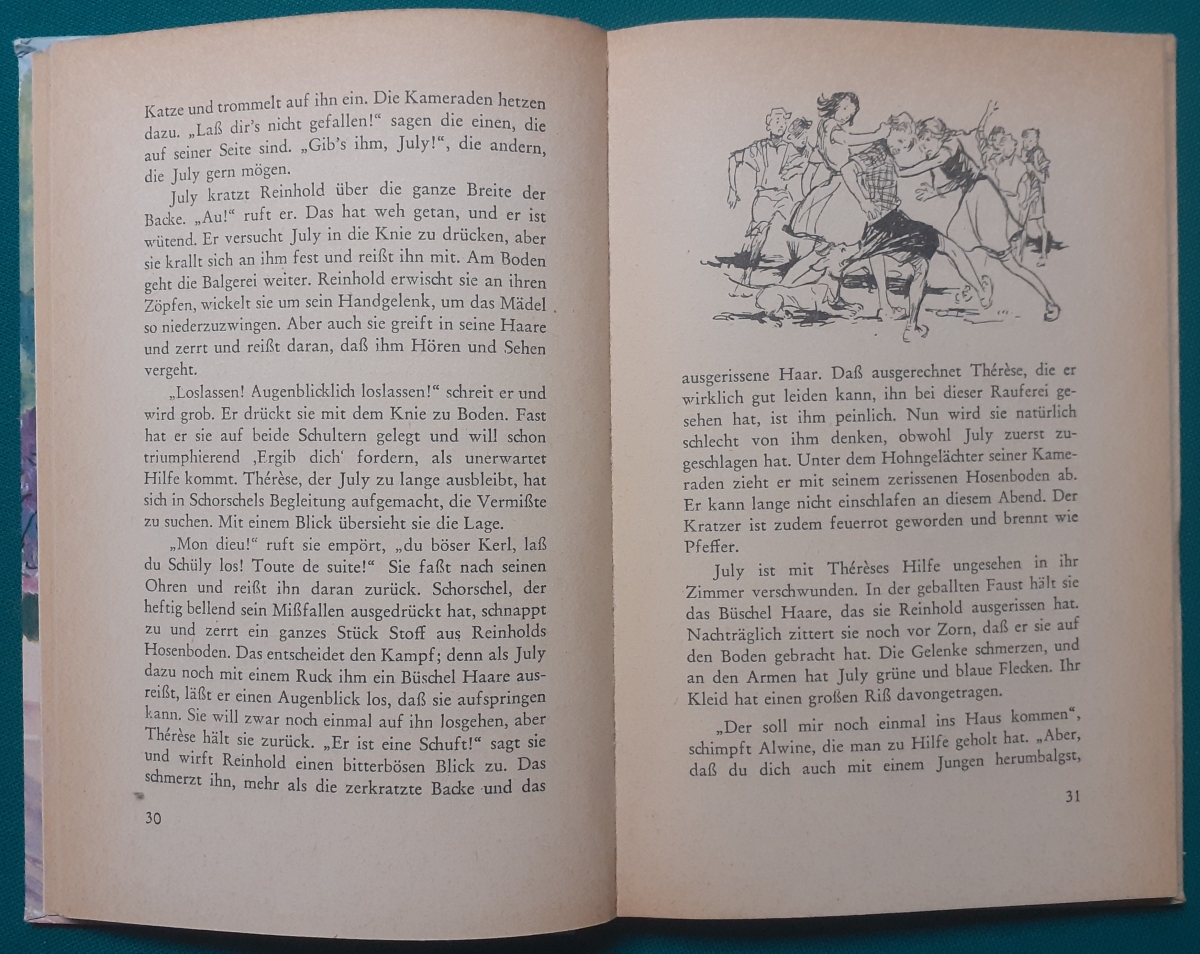 Katze und trommelt auf ihn ein. Die Kameraden hetzen
dazu. „Laß dir's nicht gefallen!“ sagen die einen, die
auf seiner Seite sind. „Gib's ihm, July!“, die andern,
die July gern mögen.
July kratzt Reinhold über die ganze Breite der
Backe. „Au!“ ruft er. Das hat weh getan, und er ist
wütend. Er versucht July in die Knie zu drücken, aber
sie krallt sich an ihm fest und reißt ihn mit. Am Boden
geht die Balgerei weiter. Reinhold erwischt sie an ihren
Zöpfen, wickelt sie um sein Handgelenk, um das Mädel
so niederzuzwingen. Aber auch sie greift in seine Haare
und zerrt und reißt daran, daß ihm Hören und Sehen
vergeht.
„Loslassen! Augenblicklich loslassen!“ schreit er und
wird grob. Er drückt sie mit dem Knie zu Boden. Fast
hat er sie auf beide Schultern gelegt und will schon
triumphierend ‚Ergib dich‘ fordern, als unerwartet
Hilfe kommt. Thérèse, der July zu lange ausbleibt, hat
sich in Schorschels Begleitung aufgemacht, die Vermißte
zu suchen. Mit einem Blick übersieht sie die Lage.
„Mon dieu!“ ruft sie empört, „du böser Kerl, laß
du Schüly los! Toute de suite!“ Sie faßt nach seinen
Ohren und reißt ihn daran zurück. Schorschel, der
heftig bellend sein Mißfallen ausgedrückt hat, schnappt
zu und zerrt ein ganzes Stück Stoff aus Reinholds
Hosenboden. Das entscheidet den Kampf; denn als July
dazu noch mit einem Ruck ihm ein Büschel Haare aus-
reißt, läßt er einen Augenblick los, daß sie aufspringen
kann. Sie will zwar noch einmal auf ihn losgehen, aber
Thérèse hält sie zurück. „Er ist eine Schuft!“ sagt sie
und wirft Reinhold einen bitterbösen Blick zu. Das
schmerzt ihn, mehr als die zerkratzte Backe und das
30
ausgerissene Haar. Daß ausgerechnet Thérèse, die er
wirklich gut leiden kann, ihn bei dieser Rauferei ge-
sehen hat, ist ihm peinlich. Nun wird sie natürlich
schlecht von ihm denken, obwohl July zuerst zu-
geschlagen hat. Unter dem Hohngelächter seiner Kame-
raden zieht er mit seinem zerissenen Hosenboden ab.
Er kann lange nicht einschlafen an diesem Abend. Der
Kratzer ist zudem feuerrot geworden und brennt wie
Pfeffer.
July ist mit Thérèses Hilfe ungesehen in ihr
Zimmer verschwunden. In der geballten Faust hält sie
das Büschel Haare, das sie Reinhold ausgerissen hat.
Nachträglich zittert sie noch vor Zorn, daß er sie auf
den Boden gebracht hat. Die Gelenke schmerzen, und
an den Armen hat July grüne und blaue Flecken. Ihr
Kleid hat einen großen Riß davongetragen.
„Der soll mir noch einmal ins Haus kommen“,
schimpft Alwine, die man zu Hilfe geholt hat. „Aber,
daß du dich auch mit einem Jungen herumbalgst,
31